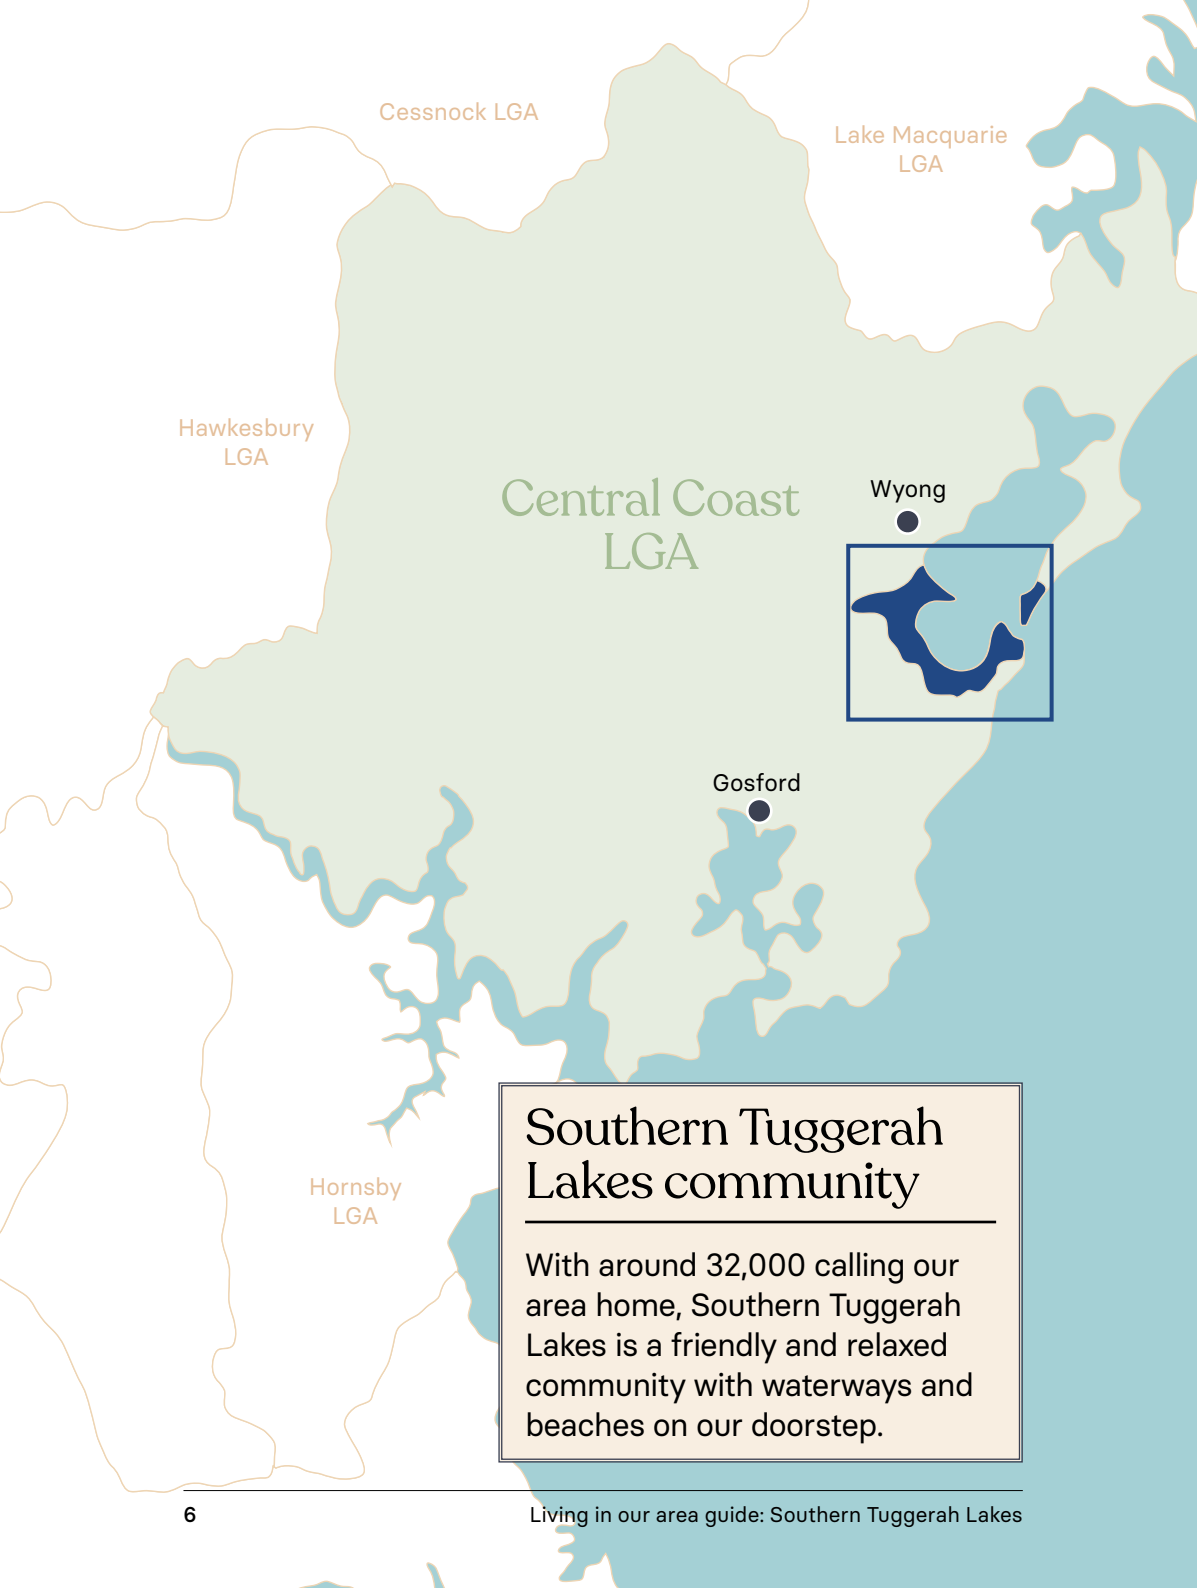 Cessnock LGA
Lake Macquarie
LGA
Hawkesbury
LGA
Central Coast
LGA
Wyong
Gosford
Hornsby
LGA
Southern Tuggerah
Lakes community
With around 32,000 calling our
area home, Southern Tuggerah
Lakes is a friendly and relaxed
community with waterways and
beaches on our doorstep.
6
Living in our area guide: Southern Tuggerah Lakes